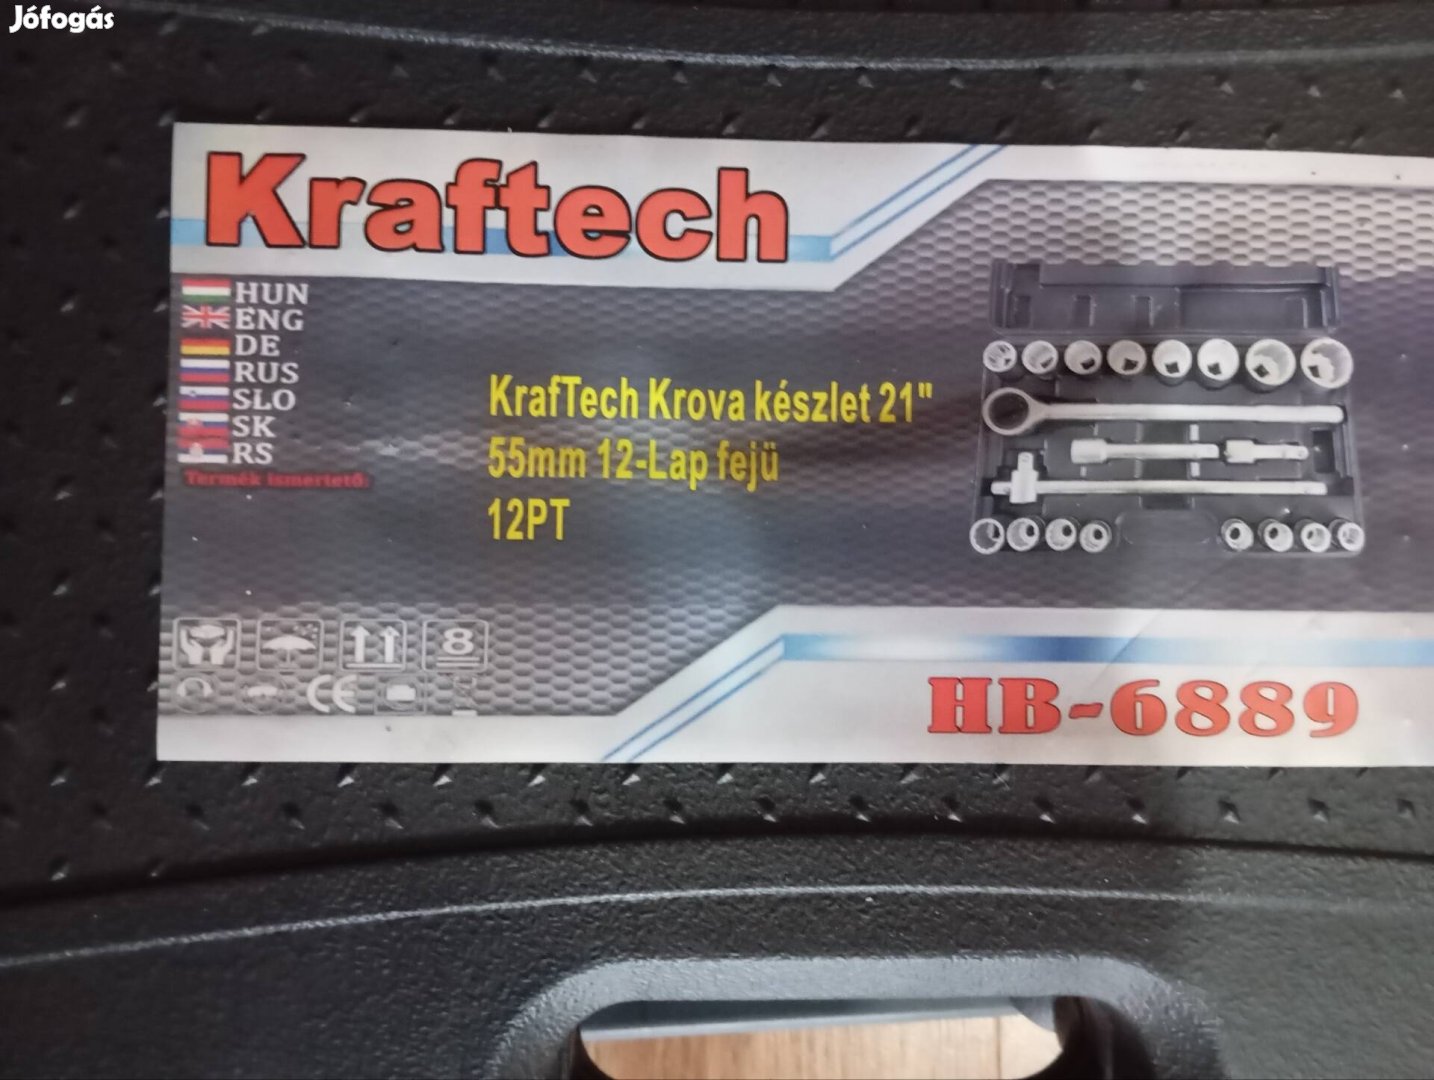 Jófogás
Kraftech
HUN
ENG
DE
RUS
SLO
SK
RS
Termék ismertető:
KrafTech Krova készlet 21"
55mm 12-Lap fejü
12PT
8
CE
HB-6889